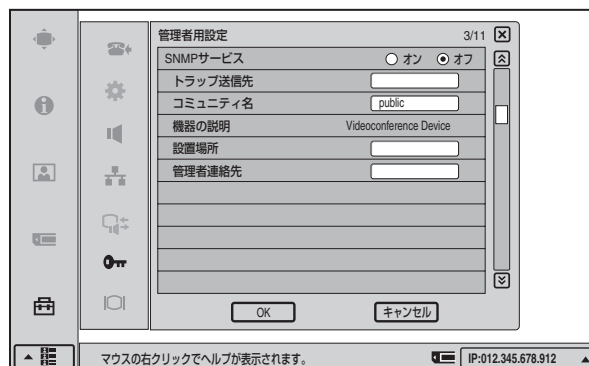 管理者用設定 3/11
SNMPサービス オン オフ
トラップ送信先
コミュニティ名 public
機器の説明 Videoconference Device
設置場所
管理者連絡先
OK キャンセル
マウスの右クリックでヘルプが表示されます。 IP:012.345.678.912